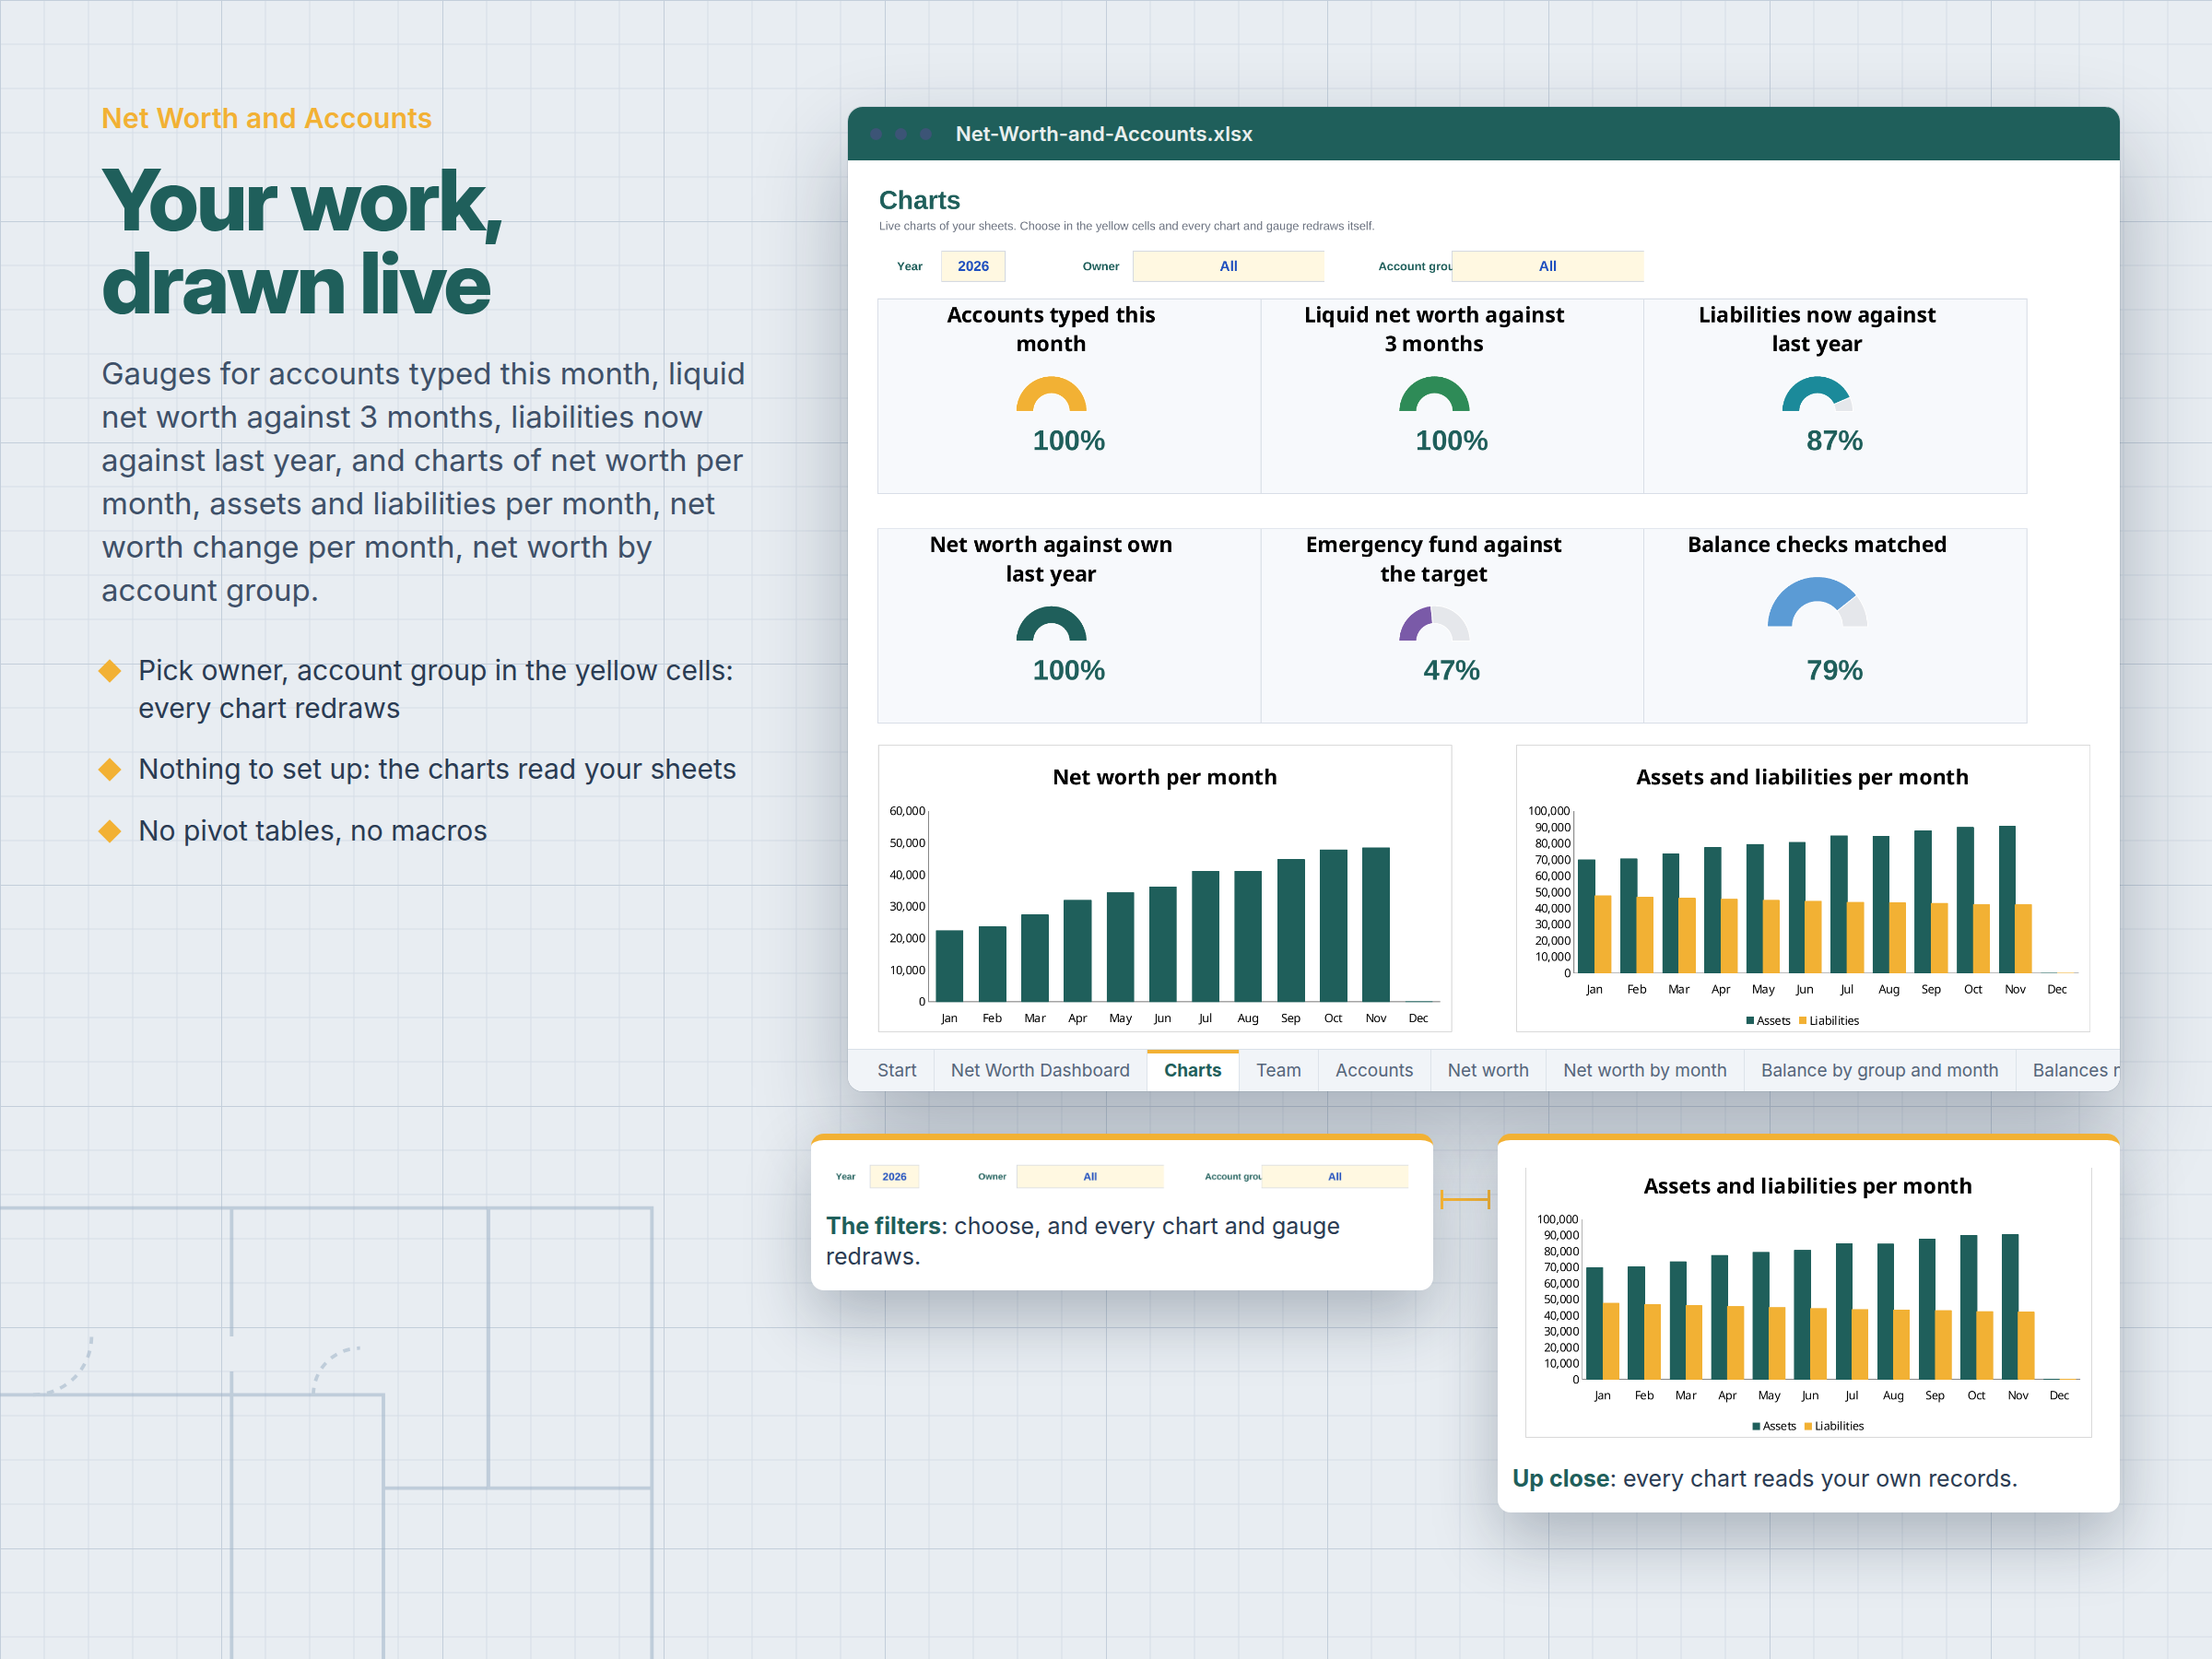 Net Worth and Accounts
Your work,
drawn live
Gauges for accounts typed this month, liquid
net worth against 3 months, liabilities now
against last year, and charts of net worth per
month, assets and liabilities per month, net
worth change per month, net worth by
account group.
Pick owner, account group in the yellow cells:
every chart redraws
Nothing to set up: the charts read your sheets
No pivot tables, no macros
Net-Worth-and-Accounts.xlsx
Charts
Live charts of your sheets. Choose in the yellow cells and every chart and gauge redraws itself.
Year 2026 Owner All Account grou All
Accounts typed this
month
100%
Liquid net worth against
3 months
100%
Liabilities now against
last year
87%
Net worth against own
last year
100%
Emergency fund against
the target
47%
Balance checks matched
79%
Net worth per month
60,000
50,000
40,000
30,000
20,000
10,000
0
Jan Feb Mar Apr May Jun Jul Aug Sep Oct Nov Dec
Assets and liabilities per month
100,000
90,000
80,000
70,000
60,000
50,000
40,000
30,000
20,000
10,000
0
Jan Feb Mar Apr May Jun Jul Aug Sep Oct Nov Dec
Assets Liabilities
Start Net Worth Dashboard Charts Team Accounts Net worth Net worth by month Balance by group and month Balances r
Year 2026 Owner All Account grou All
The filters: choose, and every chart and gauge
redraws.
Assets and liabilities per month
100,000
90,000
80,000
70,000
60,000
50,000
40,000
30,000
20,000
10,000
0
Jan Feb Mar Apr May Jun Jul Aug Sep Oct Nov Dec
Assets Liabilities
Up close: every chart reads your own records.